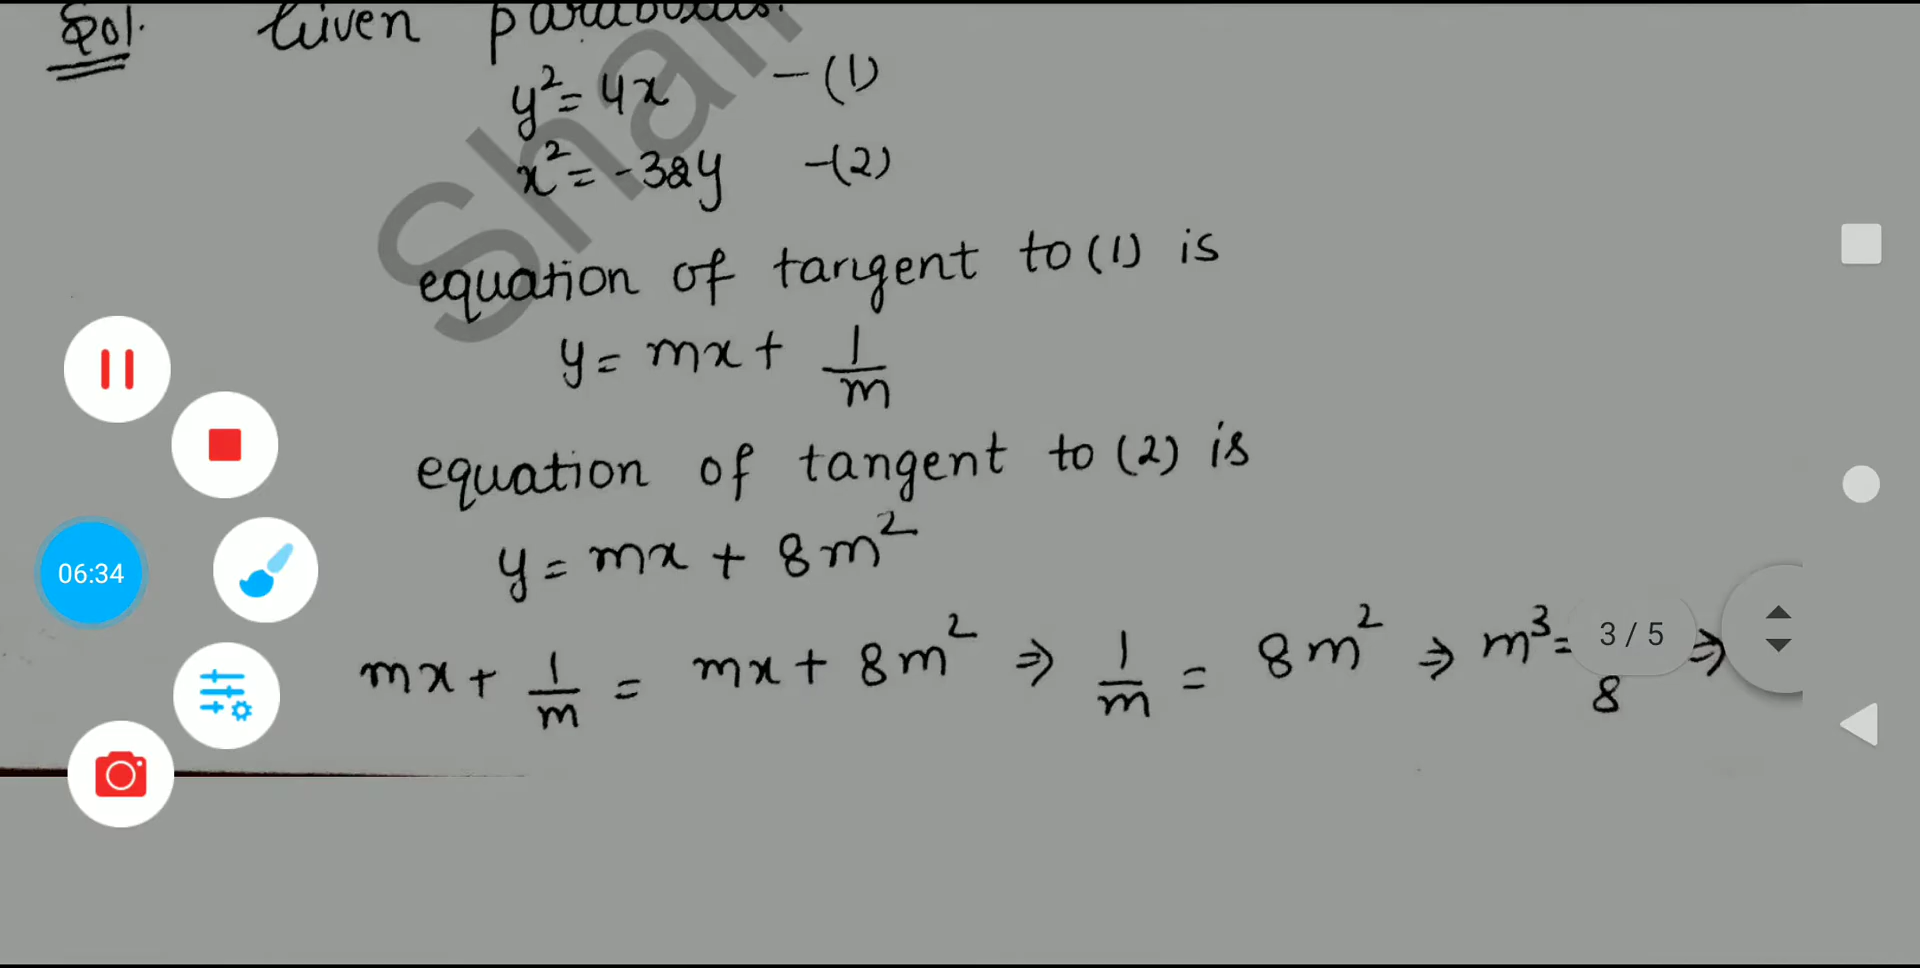 Sol. Given parabolas.
y² = 4x -(1)
x² = -32y -(2)
equation of tangent to (1) is
y = mx + 1/m
equation of tangent to (2) is
y = mx + 8m²
mx + 1/m = mx + 8m² ⇒ 1/m = 8m² ⇒ m³ = /8 ⇒
3 / 5
06:34